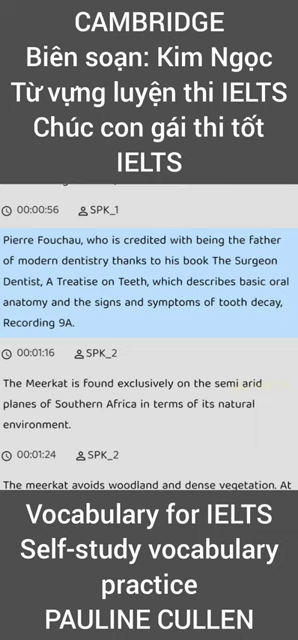 CAMBRIDGE
Biên soạn: Kim Ngọc
Từ vựng luyện thi IELTS
Chúc con gái thi tốt
IELTS
00:00:56 SPK_1
Pierre Fouchau, who is credited with being the father
of modern dentistry thanks to his book The Surgeon
Dentist, A Treatise on Teeth, which describes basic oral
anatomy and the signs and symptoms of tooth decay,
Recording 9A.
00:01:16 SPK_2
The Meerkat is found exclusively on the semi arid
planes of Southern Africa in terms of its natural
environment.
00:01:24 SPK_2
The meerkat avoids woodland and dense vegetation. At
Vocabulary for IELTS
Self-study vocabulary
practice
PAULINE CULLEN